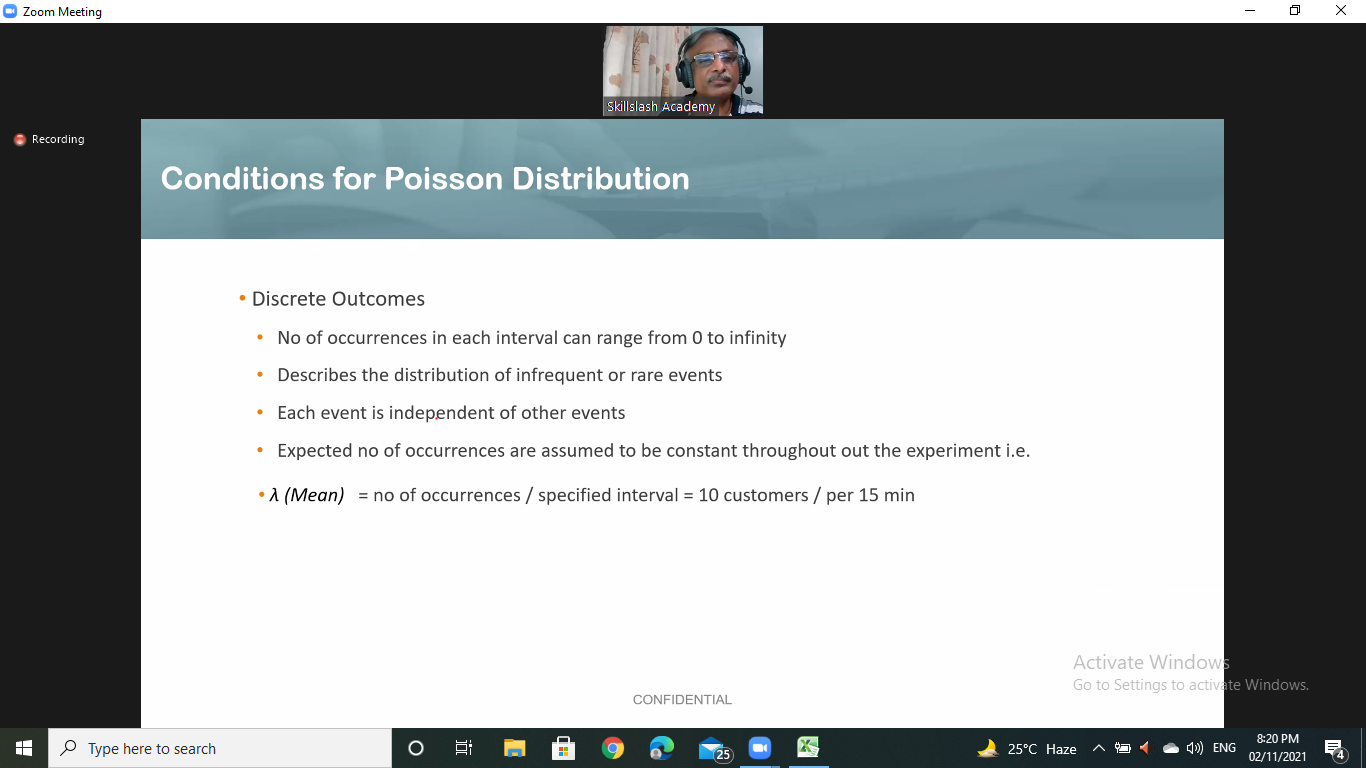 Zoom Meeting
Skillslash Academy
Recording
Conditions for Poisson Distribution
• Discrete Outcomes
• No of occurrences in each interval can range from 0 to infinity
• Describes the distribution of infrequent or rare events
• Each event is independent of other events
• Expected no of occurrences are assumed to be constant throughout out the experiment i.e.
• λ (Mean) = no of occurrences / specified interval = 10 customers / per 15 min
Activate Windows
Go to Settings to activate Windows.
CONFIDENTIAL
Type here to search
25
25°C Haze
ENG
8:20 PM
02/11/2021
4